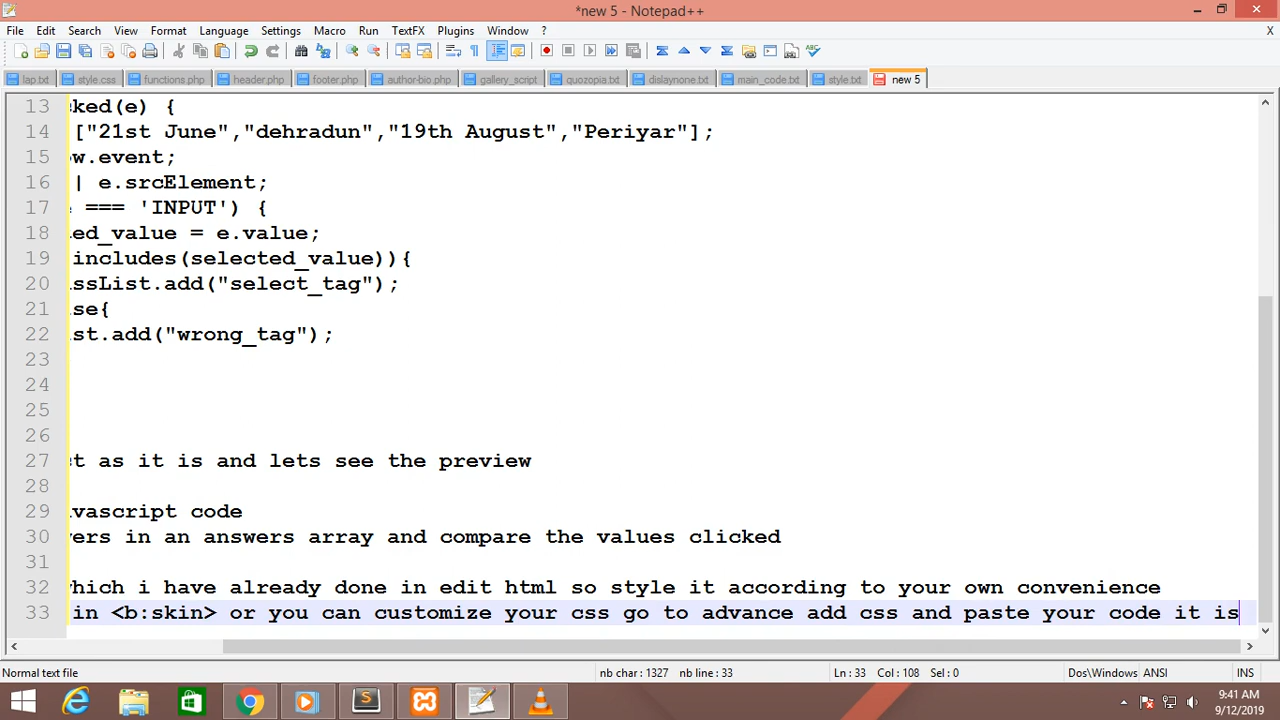 *new 5 - Notepad++
File Edit Search View Format Language Settings Macro Run TextFX Plugins Window ? X
lap.txt style.css functions.php header.php footer.php author-bio.php gallery_script quozopia.txt dislaynone.txt main_code.txt style.txt new 5
13 ked(e) {
14 ["21st June","dehradun","19th August","Periyar"];
15 ow.event;
16 | e.srcElement;
17 === 'INPUT') {
18 ed_value = e.value;
19 includes(selected_value)){
20 ssList.add("select_tag");
21 se{
22 st.add("wrong_tag");
23
24
25
26
27 t as it is and lets see the preview
28
29 vascript code
30 ers in an answers array and compare the values clicked
31
32 hich i have already done in edit html so style it according to your own convenience
33 in <b:skin> or you can customize your css go to advance add css and paste your code it is
Normal text file nb char : 1327 nb line : 33 Ln : 33 Col : 108 Sel : 0 Dos\Windows ANSI INS
9:41 AM
9/12/2019